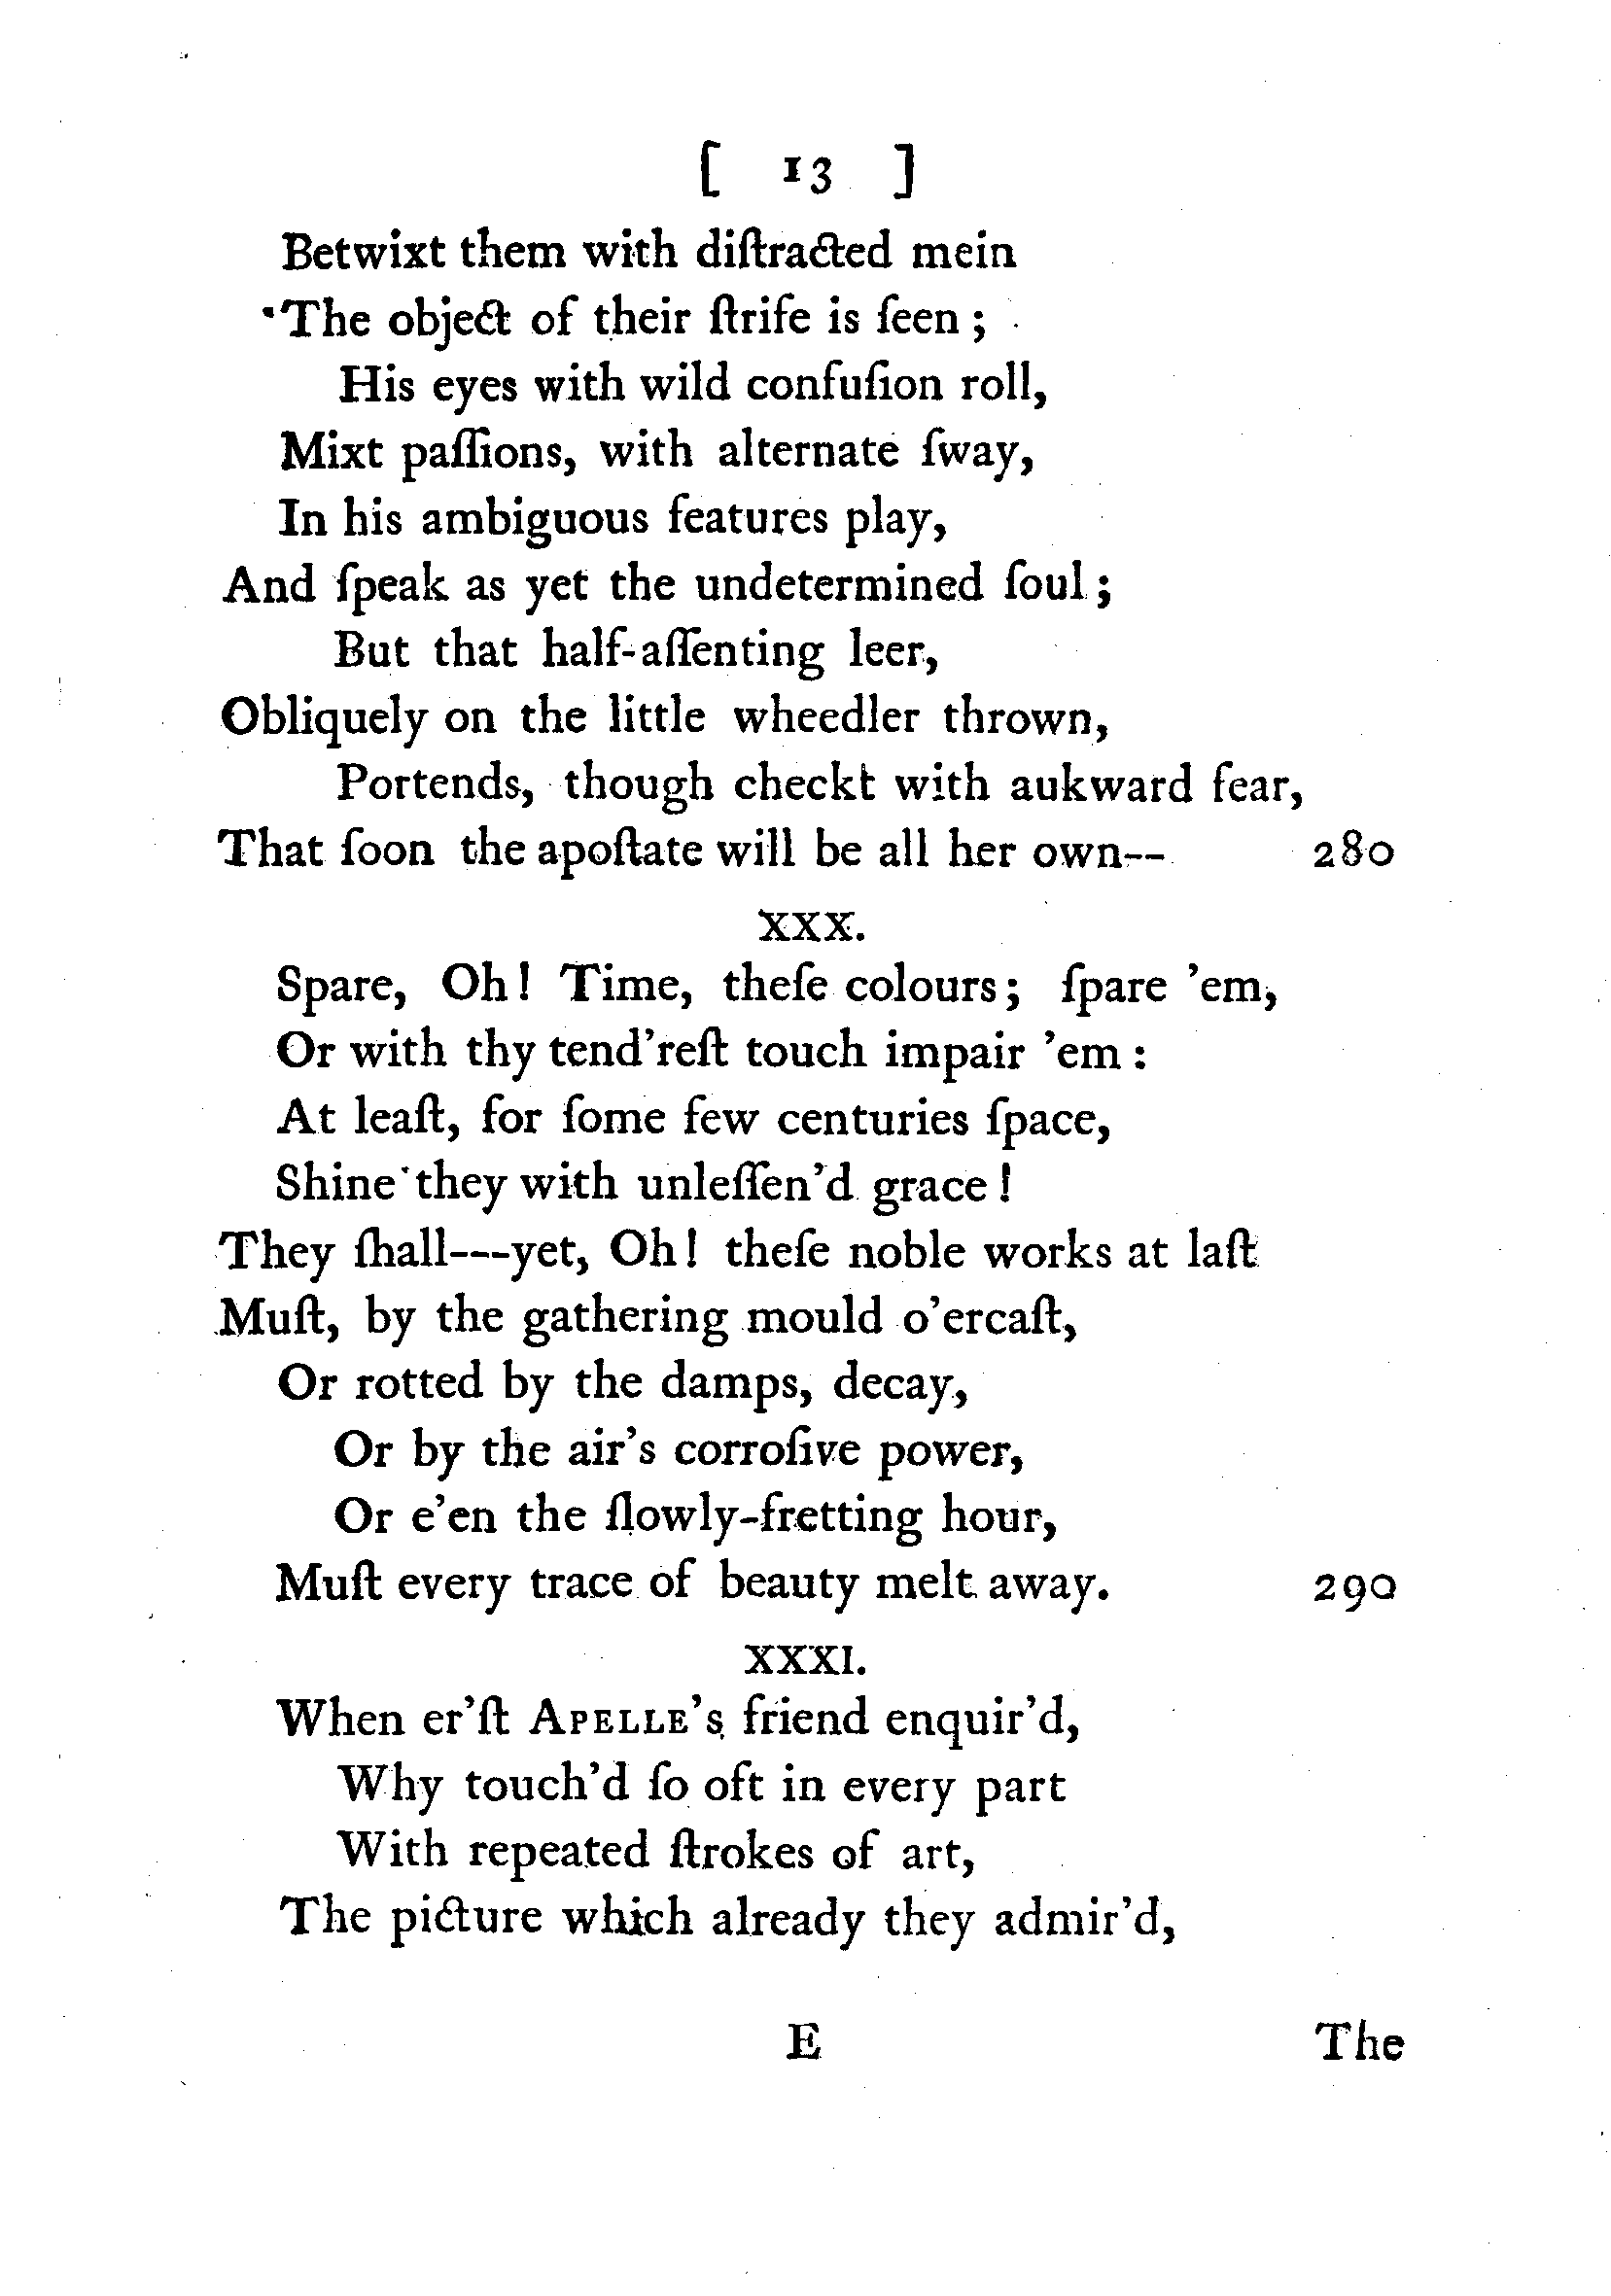 [ 13 ]
Betwixt them with diſtracted mein
The object of their ſtrife is ſeen;
His eyes with wild confuſion roll,
Mixt paſſions, with alternate ſway,
In his ambiguous features play,
And ſpeak as yet the undetermined ſoul;
But that half-aſſenting leer,
Obliquely on the little wheedler thrown,
Portends, though checkt with aukward fear,
That ſoon the apoſtate will be all her own-- 280
XXX.
Spare, Oh! Time, theſe colours; ſpare 'em,
Or with thy tend'reſt touch impair 'em:
At leaſt, for ſome few centuries ſpace,
Shine they with unleſſen'd grace!
They ſhall---yet, Oh! theſe noble works at laſt
Muſt, by the gathering mould o'ercaſt,
Or rotted by the damps, decay,
Or by the air's corroſive power,
Or e'en the ſlowly-fretting hour,
Muſt every trace of beauty melt away. 290
XXXI.
When er'ſt APELLE's friend enquir'd,
Why touch'd ſo oft in every part
With repeated ſtrokes of art,
The picture which already they admir'd,
E The